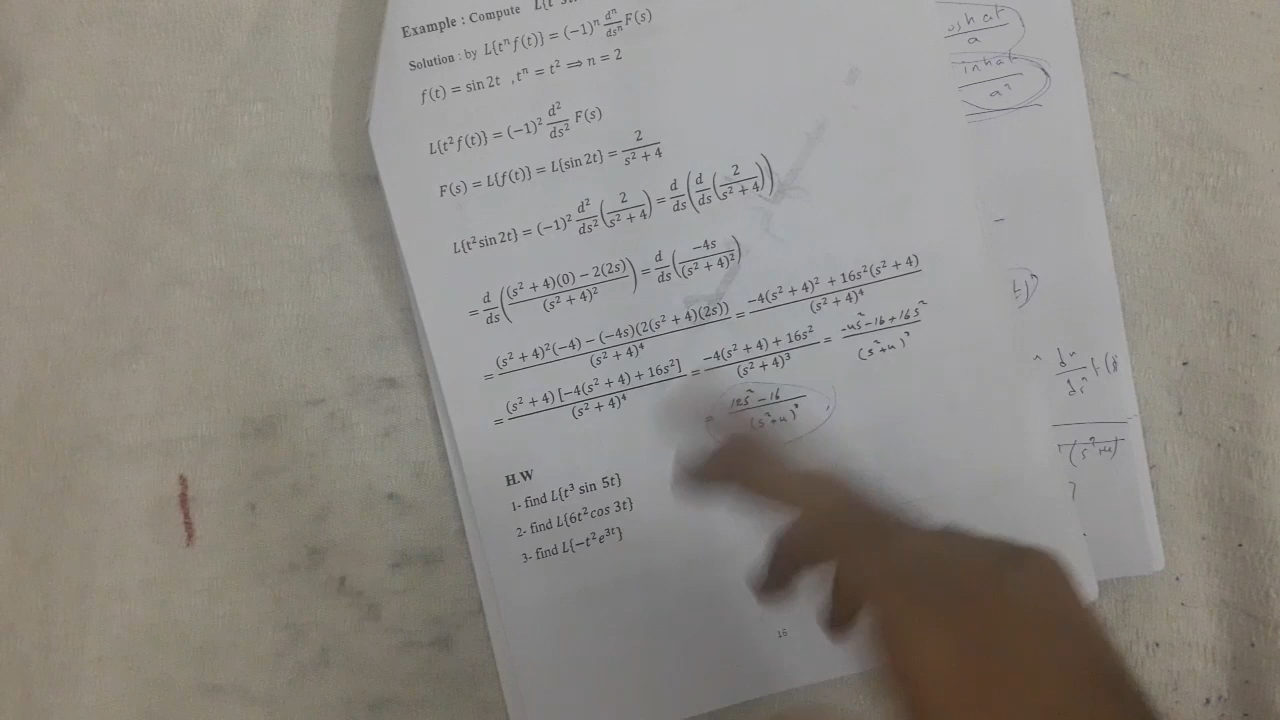 Example : Compute L{t
Solution : by L{tⁿf(t)} = (−1)ⁿ dⁿ/dsⁿ F(s)
f(t) = sin 2t , tⁿ = t² ⟹ n = 2
L{t²f(t)} = (−1)² d²/ds² F(s)
F(s) = L{f(t)} = L{sin 2t} = 2/(s² + 4)
L{t² sin 2t} = (−1)² d²/ds² (2/(s² + 4)) = d/ds (d/ds (2/(s² + 4)))
= d/ds (((s² + 4)(0) − 2(2s))/(s² + 4)²) = d/ds (−4s/(s² + 4)²)
= ((s² + 4)²(−4) − (−4s)(2(s² + 4)(2s)))/(s² + 4)⁴ = (−4(s² + 4)² + 16s²(s² + 4))/(s² + 4)⁴
= ((s² + 4) [−4(s² + 4) + 16s²])/(s² + 4)⁴ = (−4(s² + 4) + 16s²)/(s² + 4)³ = (−4s² − 16 + 16s²)/(s² + 4)³
= (12s² − 16)/(s² + 4)³
H.W
1- find L{t³ sin 5t}
2- find L{6t² cos 3t}
3- find L{−t²e³ᵗ}
16